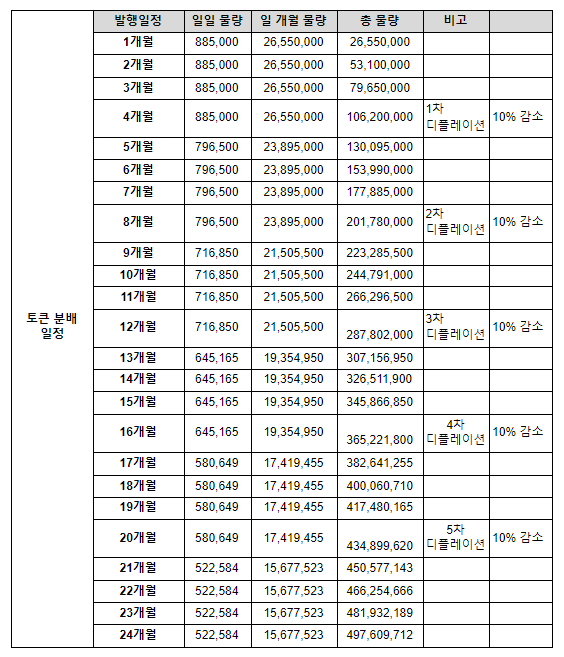 발행일정 일일 물량 일 개월 물량 총 물량 비고
1개월 885,000 26,550,000 26,550,000
2개월 885,000 26,550,000 53,100,000
3개월 885,000 26,550,000 79,650,000
4개월 885,000 26,550,000 106,200,000 1차 디플레이션 10% 감소
5개월 796,500 23,895,000 130,095,000
6개월 796,500 23,895,000 153,990,000
7개월 796,500 23,895,000 177,885,000
8개월 796,500 23,895,000 201,780,000 2차 디플레이션 10% 감소
9개월 716,850 21,505,500 223,285,500
10개월 716,850 21,505,500 244,791,000
11개월 716,850 21,505,500 266,296,500
토큰 분배 일정
12개월 716,850 21,505,500 287,802,000 3차 디플레이션 10% 감소
13개월 645,165 19,354,950 307,156,950
14개월 645,165 19,354,950 326,511,900
15개월 645,165 19,354,950 345,866,850
16개월 645,165 19,354,950 365,221,800 4차 디플레이션 10% 감소
17개월 580,649 17,419,455 382,641,255
18개월 580,649 17,419,455 400,060,710
19개월 580,649 17,419,455 417,480,165
20개월 580,649 17,419,455 434,899,620 5차 디플레이션 10% 감소
21개월 522,584 15,677,523 450,577,143
22개월 522,584 15,677,523 466,254,666
23개월 522,584 15,677,523 481,932,189
24개월 522,584 15,677,523 497,609,712